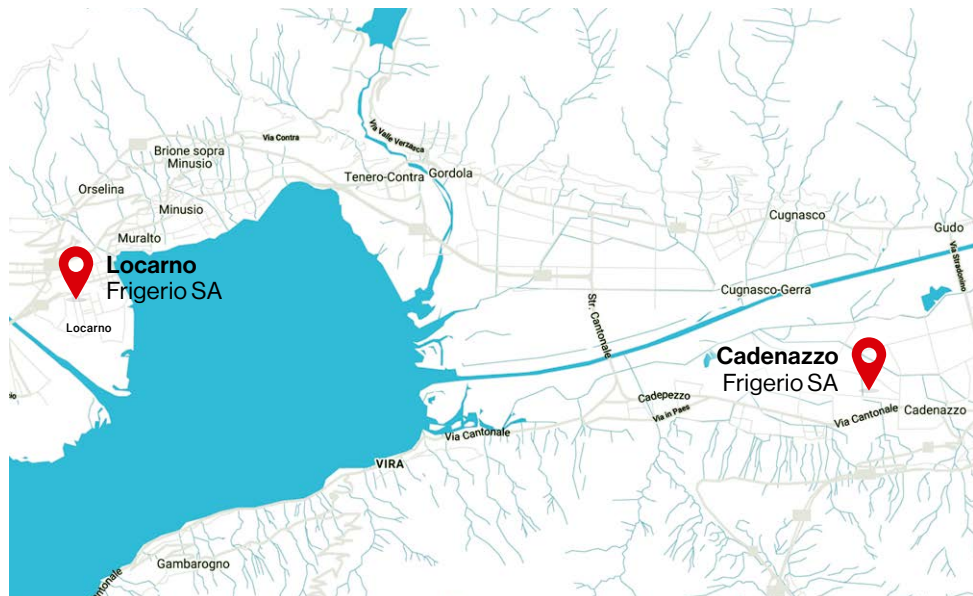 Via Contra
Via Valle Verzasca
Brione sopra
Minusio
Tenero-Contra
Gordola
Orselina
Minusio
Cugnasco
Gudo
Muralto
Via Stradonino
Locarno
Frigerio SA
Cugnasco-Gerra
Str. Cantonale
Locarno
Cadenazzo
Frigerio SA
Cadepezzo
Via in Paes
Via Cantonale
Cadenazzo
Via Cantonale
VIRA
Gambarogno